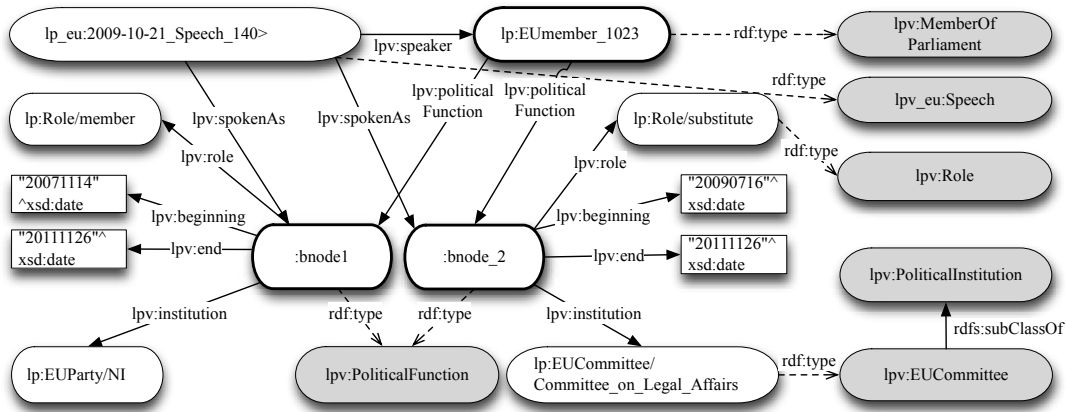 lp_eu:2009-10-21_Speech_140>
lpv:speaker
lp:EUmember_1023
rdf:type
lpv:MemberOf
Parliament
rdf:type
lpv_eu:Speech
lp:Role/member
lpv:spokenAs
lpv:spokenAs
lpv:political
Function
lpv:political
Function
lp:Role/substitute
rdf:type
lpv:Role
lpv:role
lpv:role
"20071114"
^xsd:date
lpv:beginning
lpv:beginning
"20090716"^
xsd:date
"20111126"^
xsd:date
lpv:end
:bnode1
:bnode_2
lpv:end
"20111126"^
xsd:date
lpv:PoliticalInstitution
lpv:institution
rdf:type
rdf:type
lpv:institution
rdfs:subClassOf
lp:EUParty/NI
lpv:PoliticalFunction
lp:EUCommittee/
Committee_on_Legal_Affairs
rdf:type
lpv:EUCommittee